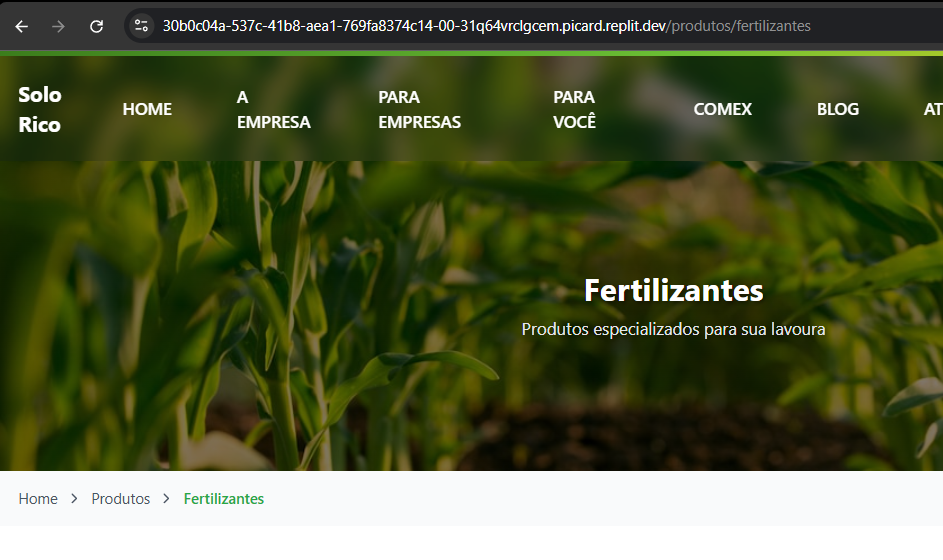 30b0c04a-537c-41b8-aea1-769fa8374c14-00-31q64vrclgcem.picard.replit.dev/produtos/fertilizantes
Solo
Rico
HOME
A
EMPRESA
PARA
EMPRESAS
PARA
VOCÊ
COMEX
BLOG
AT
Fertilizantes
Produtos especializados para sua lavoura
Home > Produtos > Fertilizantes